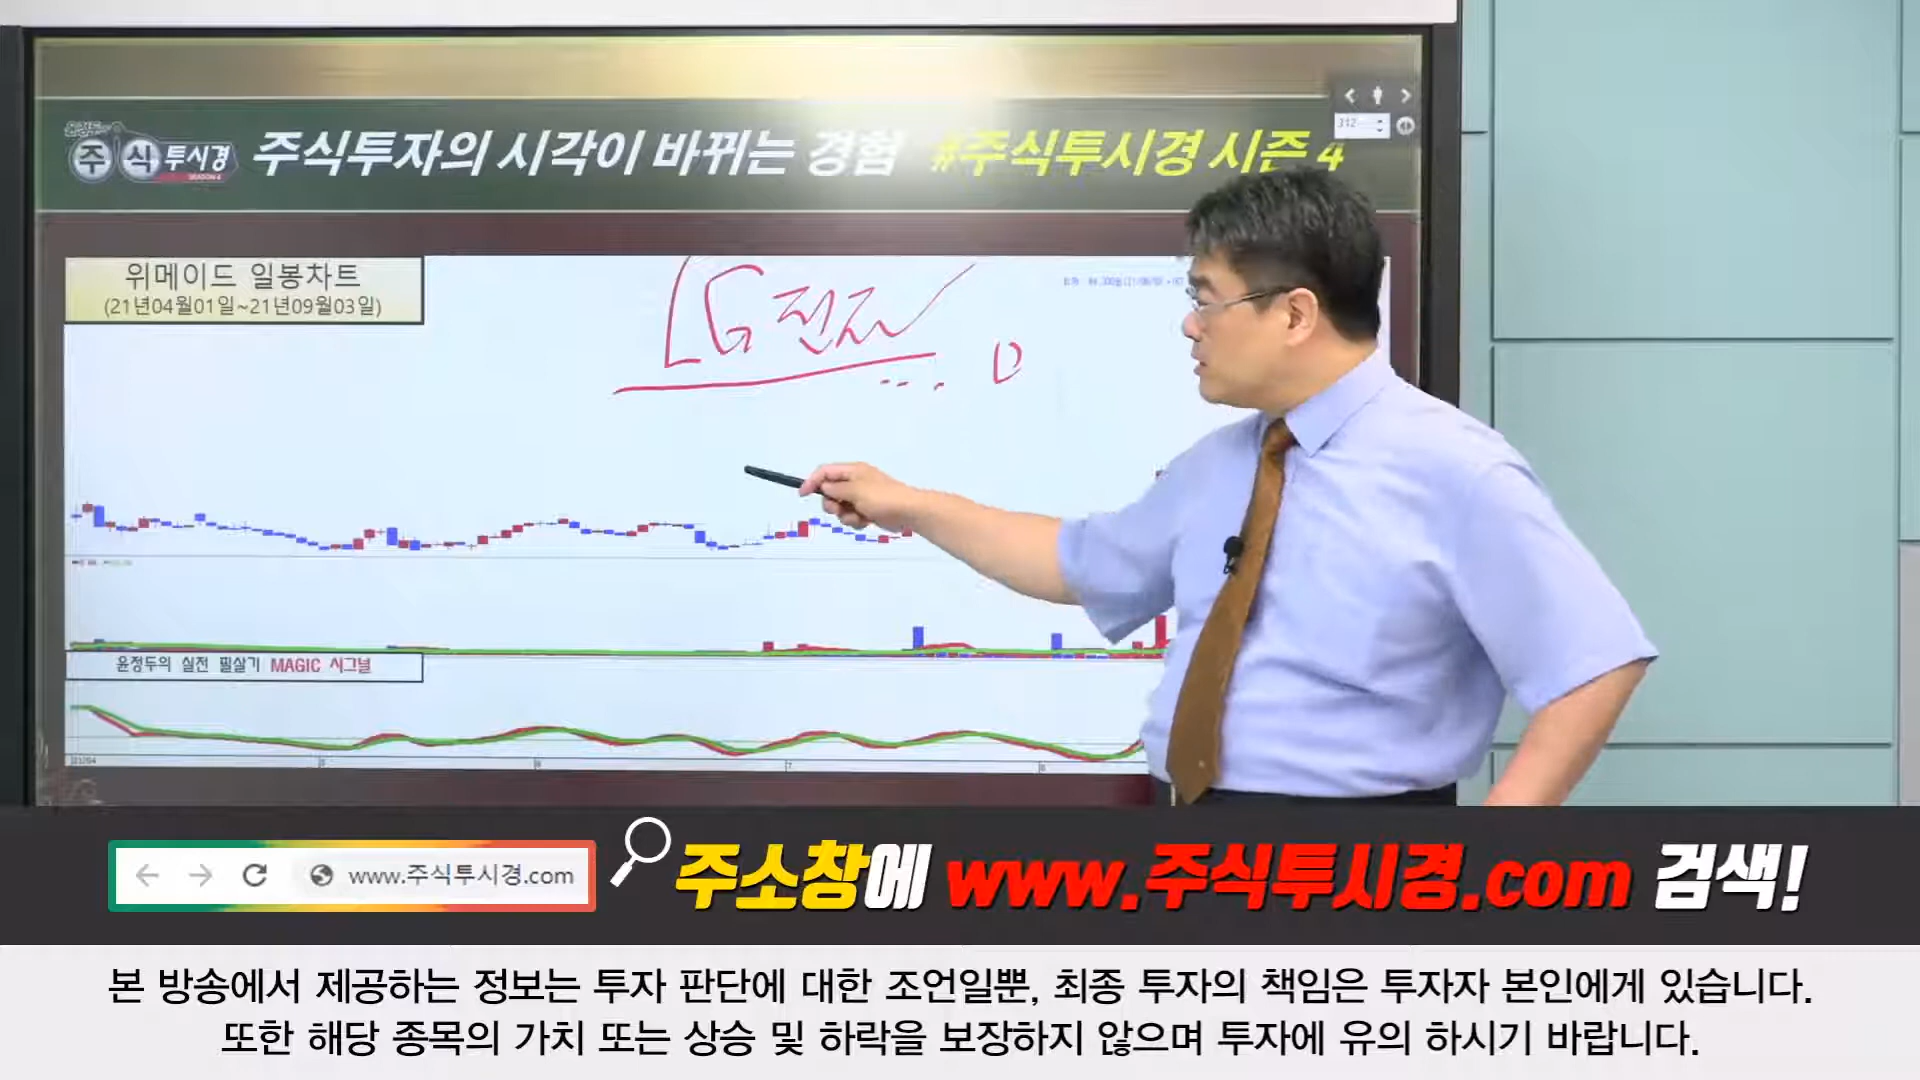 주식투시경 주식투자의 시각이 바뀌는 경험 #주식투시경 시즌 4
312
위메이드 일봉차트
(21년04월01일~21년09월03일)
LG전자
윤정두의 실전 필살기 MAGIC 시그널
www.주식투시경.com
주소창에 www.주식투시경.com 검색!
본 방송에서 제공하는 정보는 투자 판단에 대한 조언일뿐, 최종 투자의 책임은 투자자 본인에게 있습니다.
또한 해당 종목의 가치 또는 상승 및 하락을 보장하지 않으며 투자에 유의 하시기 바랍니다.